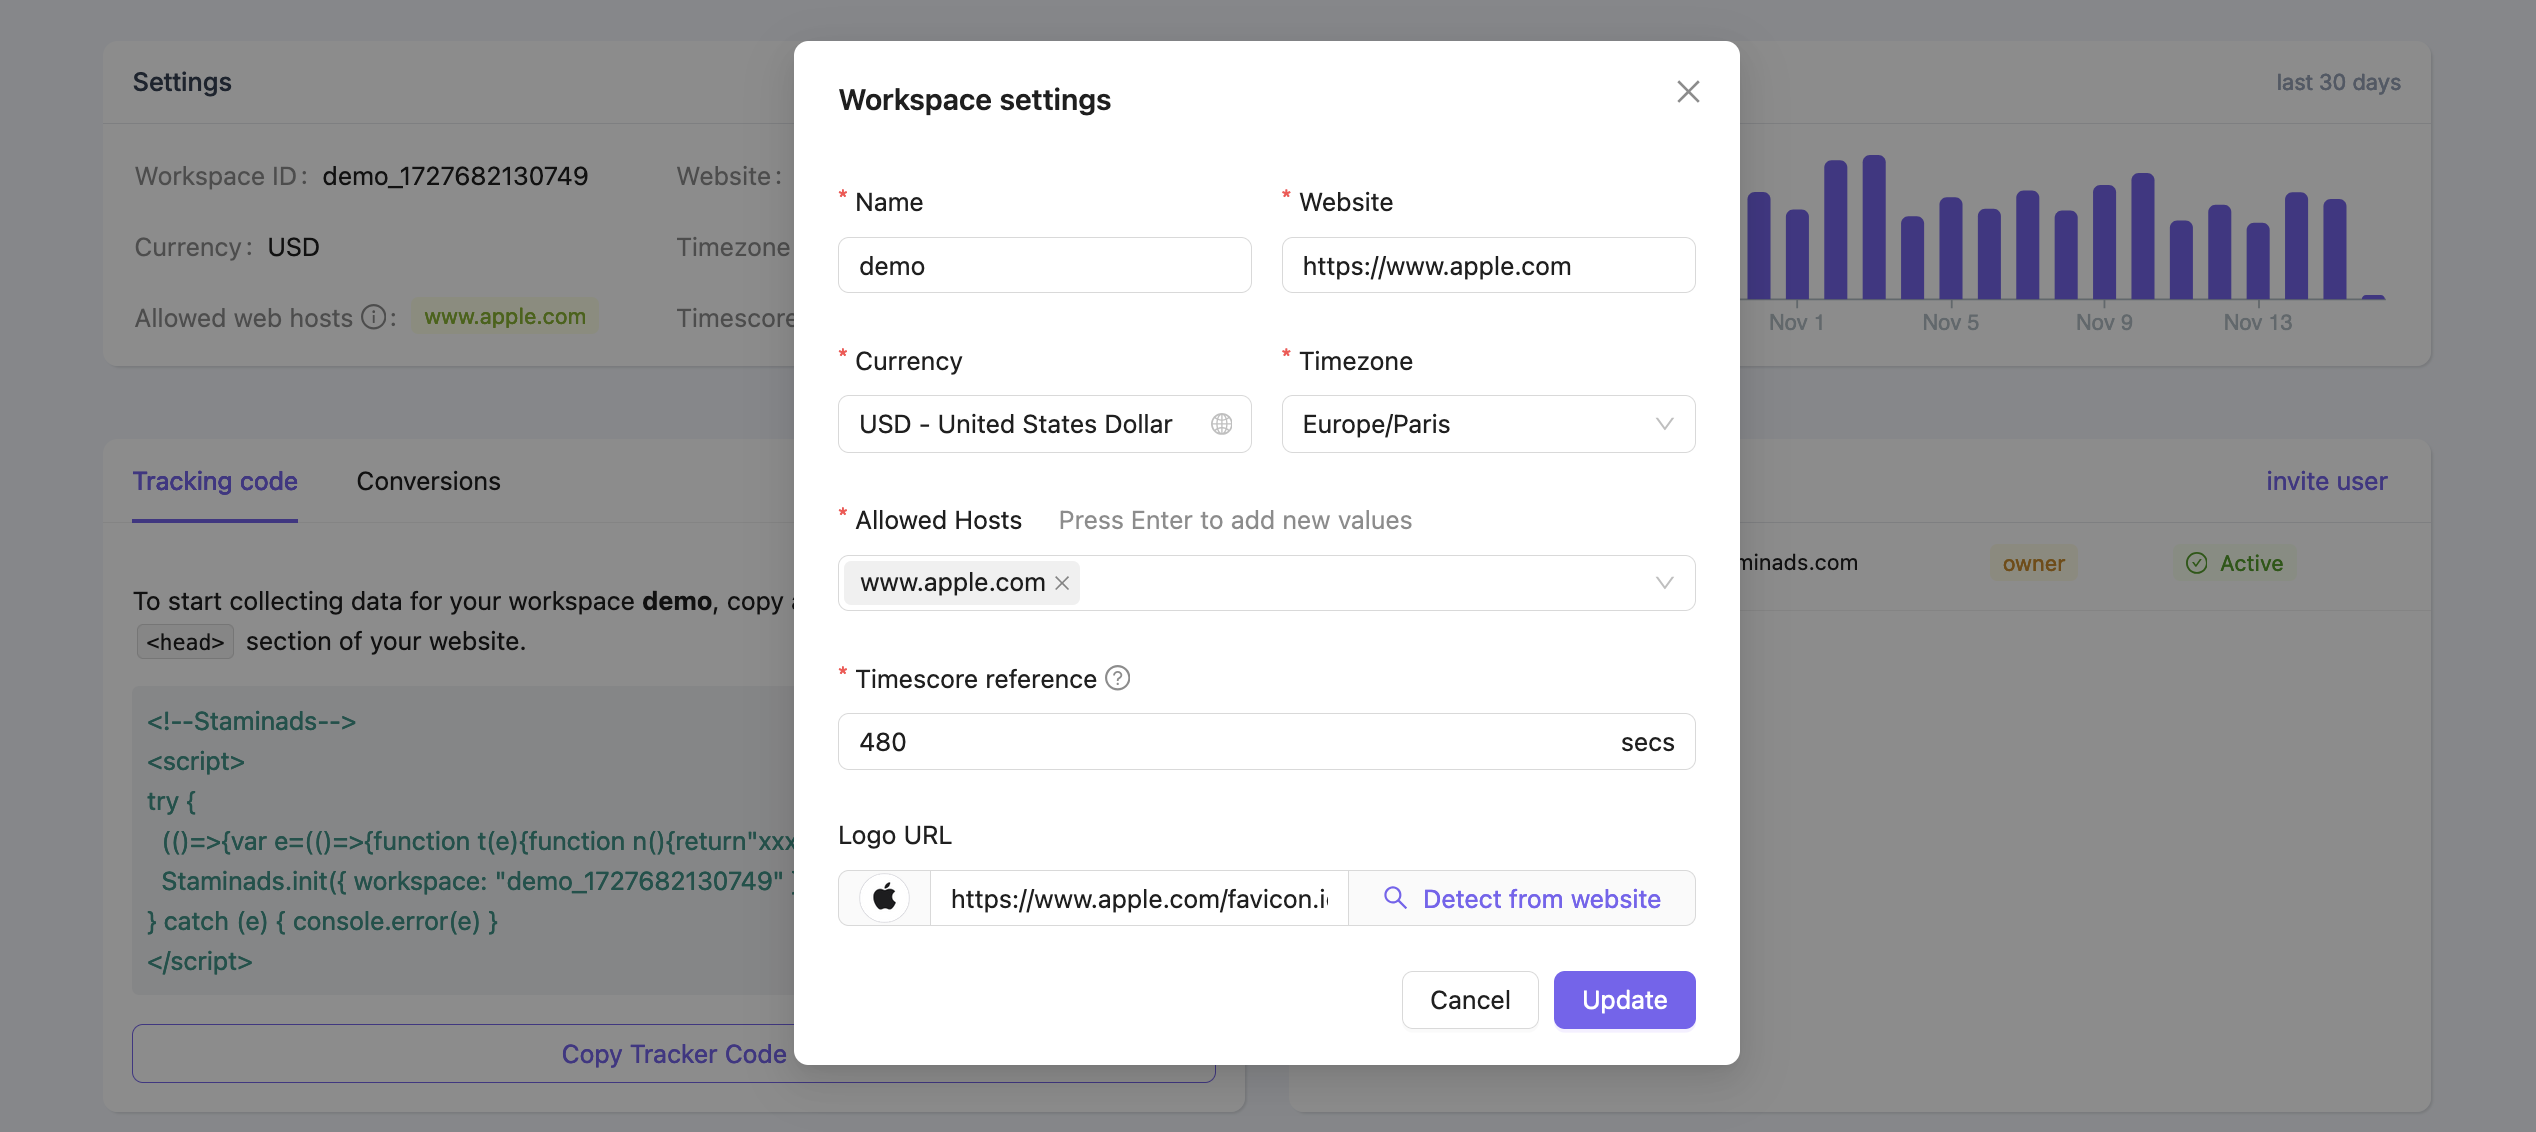 Settings
last 30 days
Workspace ID: demo_1727682130749
Website:
Currency: USD
Timezone
Allowed web hosts : www.apple.com
Timescore
Nov 1 Nov 5 Nov 9 Nov 13
Tracking code Conversions
To start collecting data for your workspace demo, copy
<head> section of your website.
<!--Staminads-->
<script>
try {
(()=>{var e=(()=>{function t(e){function n(){return"xxx
Staminads.init({ workspace: "demo_1727682130749"
} catch (e) { console.error(e) }
</script>
Copy Tracker Code
invite user
minads.com owner Active
Workspace settings
* Name
demo
* Website
https://www.apple.com
* Currency
USD - United States Dollar
* Timezone
Europe/Paris
* Allowed Hosts Press Enter to add new values
www.apple.com
* Timescore reference
480 secs
Logo URL
https://www.apple.com/favicon.i
Detect from website
Cancel Update